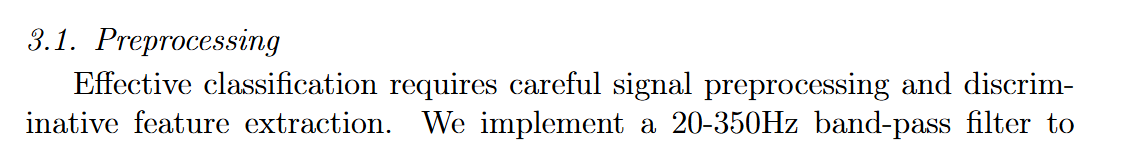 3.1. Preprocessing
Effective classification requires careful signal preprocessing and discrim-
inative feature extraction. We implement a 20-350Hz band-pass filter to